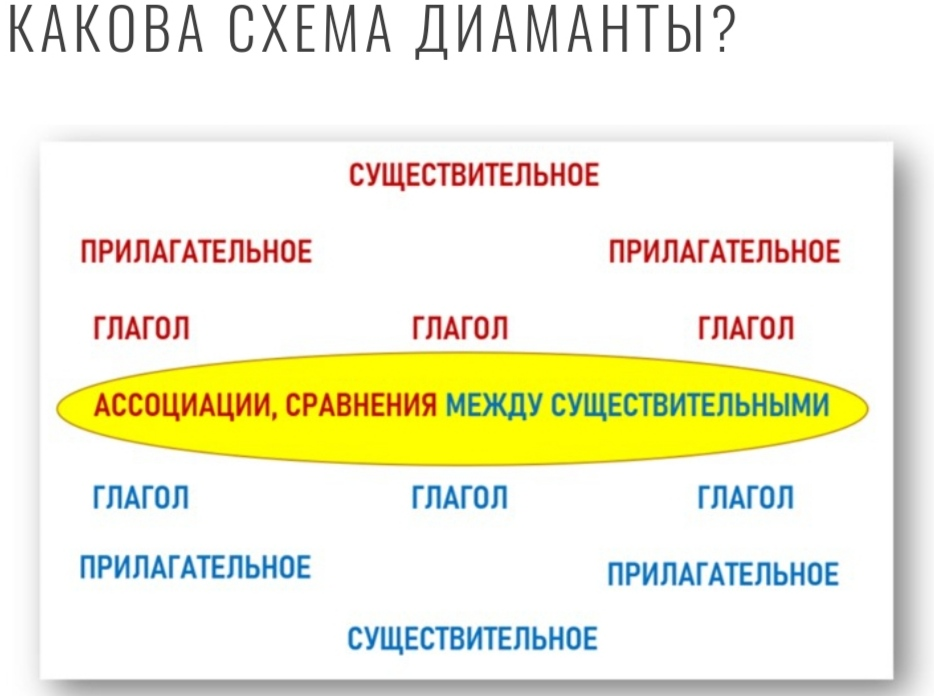 КАКОВА СХЕМА ДИАМАНТЫ?
СУЩЕСТВИТЕЛЬНОЕ
ПРИЛАГАТЕЛЬНОЕ ПРИЛАГАТЕЛЬНОЕ
ГЛАГОЛ ГЛАГОЛ ГЛАГОЛ
АССОЦИАЦИИ, СРАВНЕНИЯ МЕЖДУ СУЩЕСТВИТЕЛЬНЫМИ
ГЛАГОЛ ГЛАГОЛ ГЛАГОЛ
ПРИЛАГАТЕЛЬНОЕ ПРИЛАГАТЕЛЬНОЕ
СУЩЕСТВИТЕЛЬНОЕ